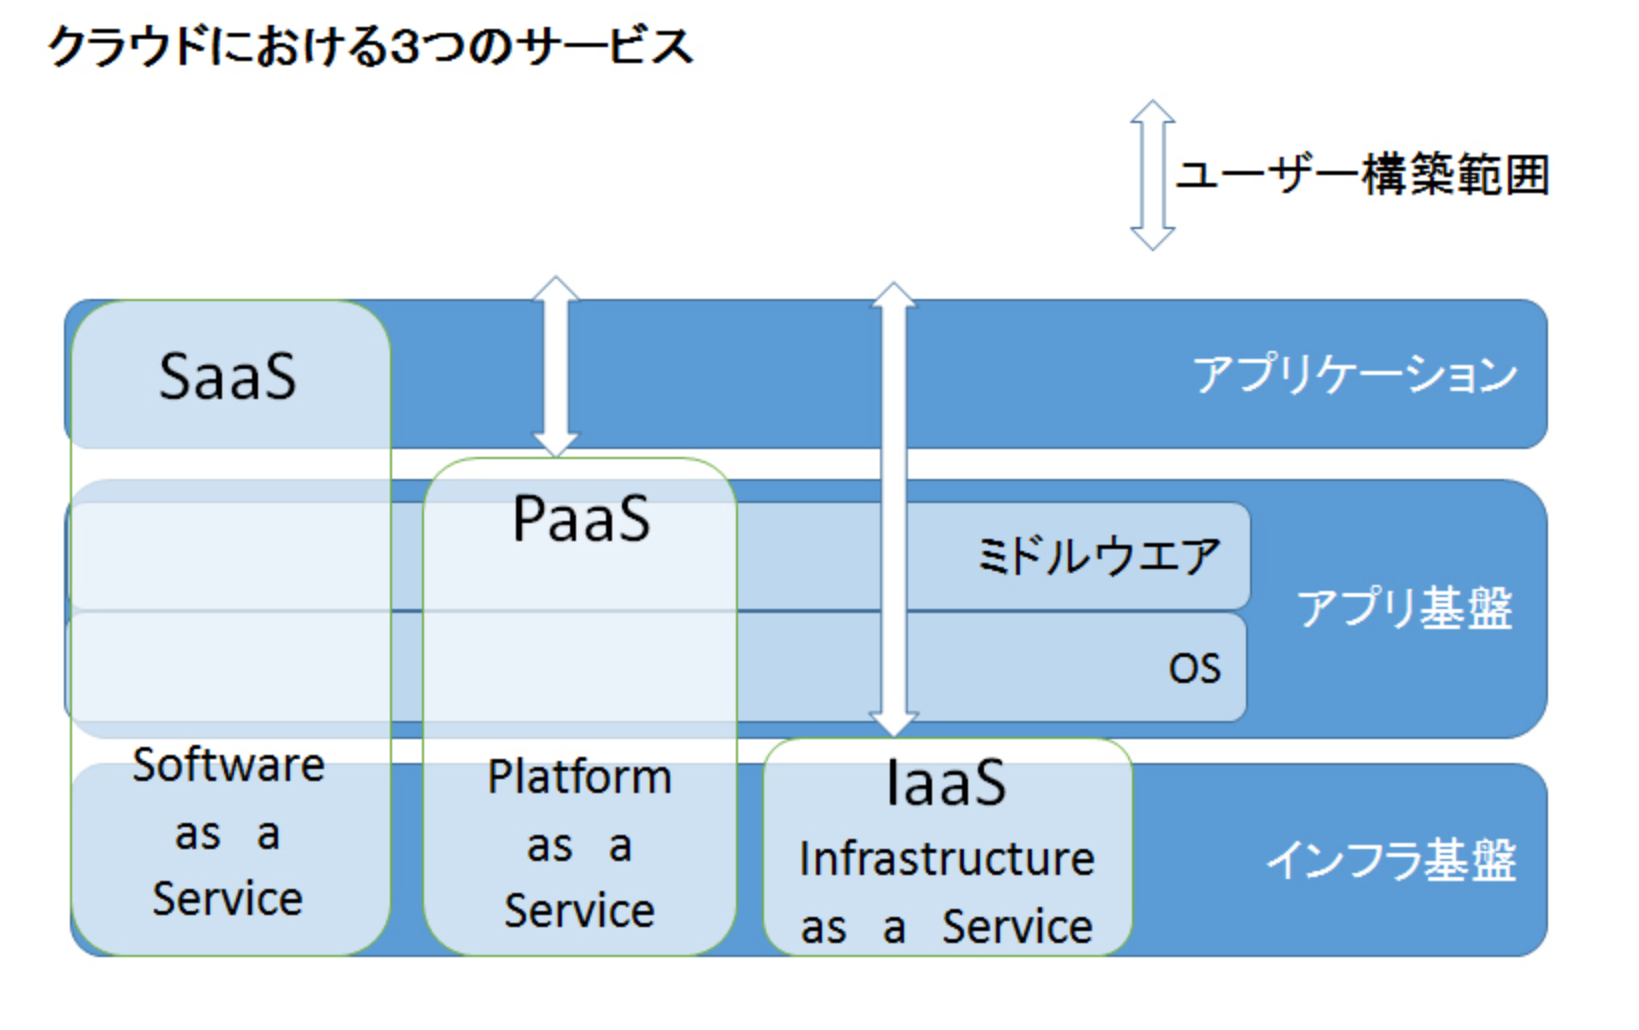 クラウドにおける3つのサービス
ユーザー構築範囲
SaaS
アプリケーション
PaaS
ミドルウエア
アプリ基盤
OS
Software
as a
Service
Platform
as a
Service
IaaS
Infrastructure
as a Service
インフラ基盤